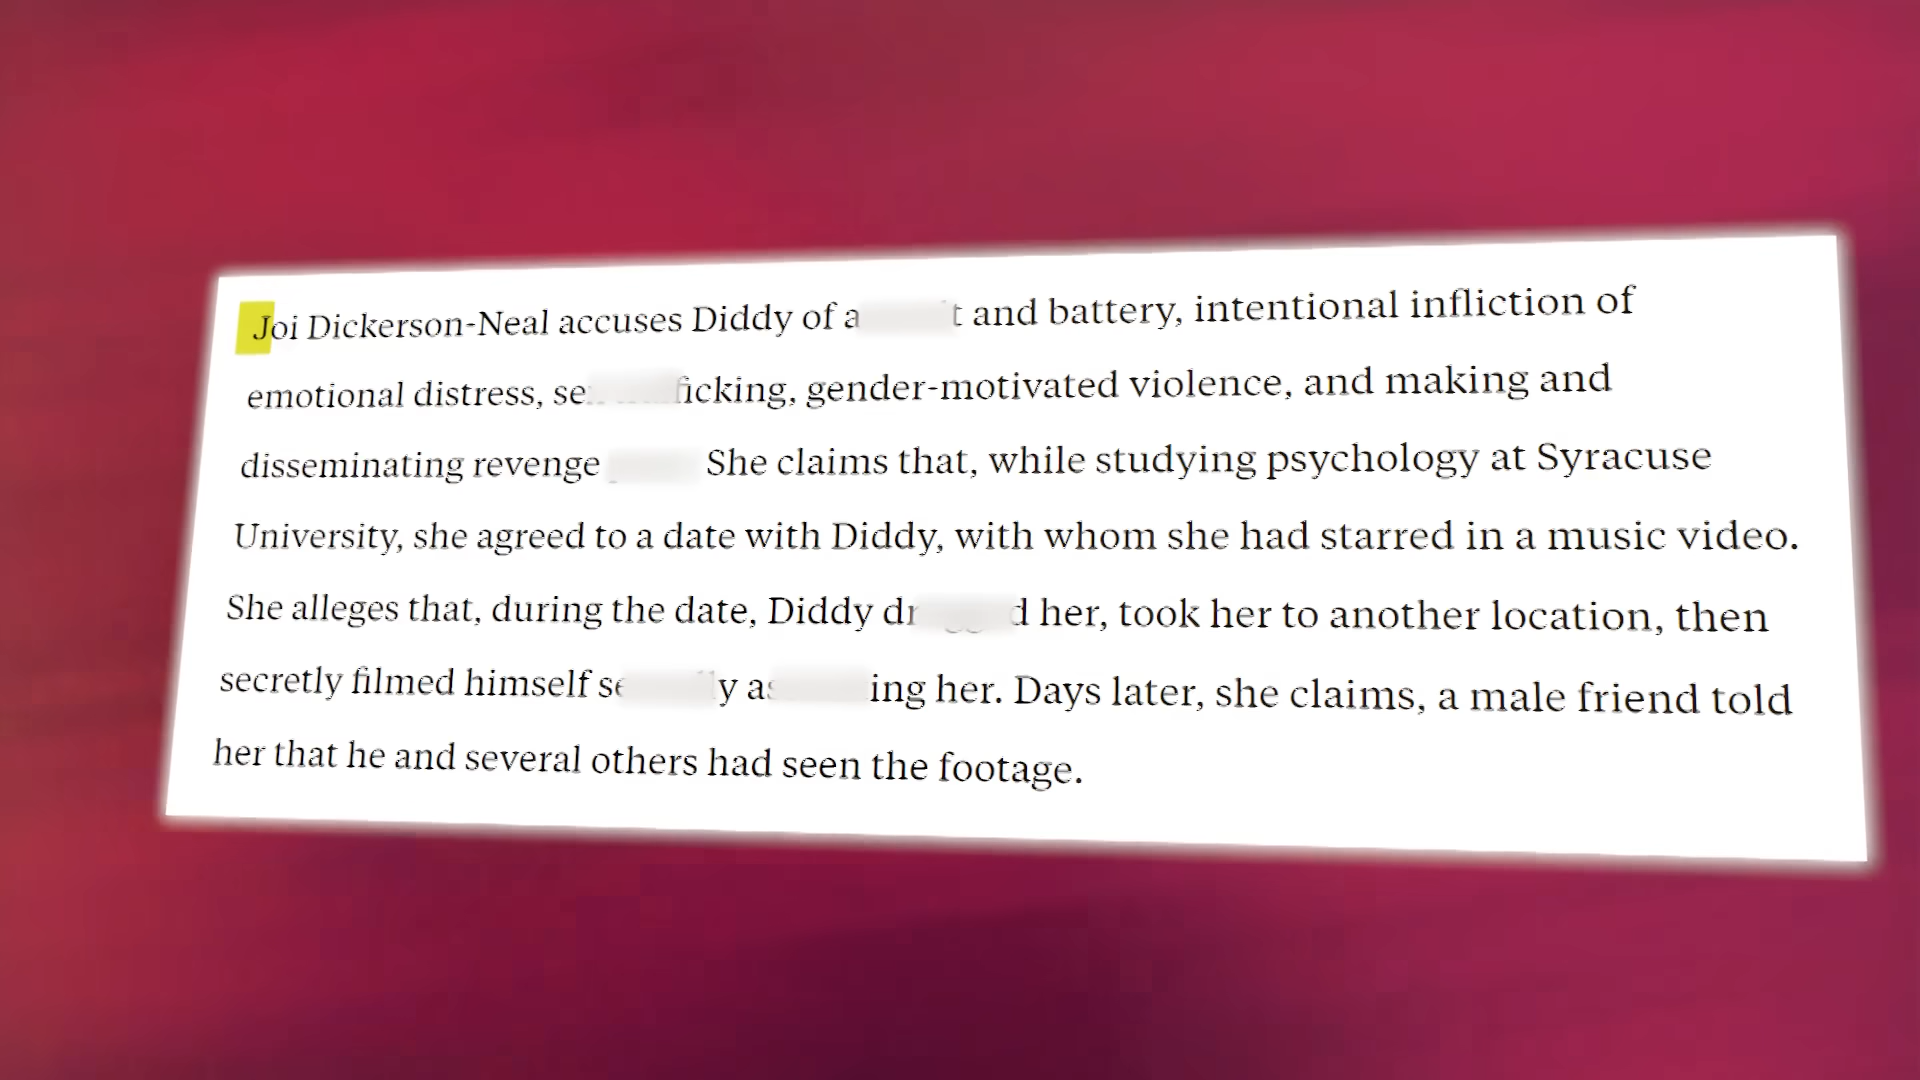 Joi Dickerson-Neal accuses Diddy of and battery, intentional infliction of
emotional distress, gender-motivated violence, and making and
disseminating revenge She claims that, while studying psychology at Syracuse
University, she agreed to a date with Diddy, with whom she had starred in a music video.
She alleges that, during the date, Diddy her, took her to another location, then
secretly filmed himself her. Days later, she claims, a male friend told
her that he and several others had seen the footage.